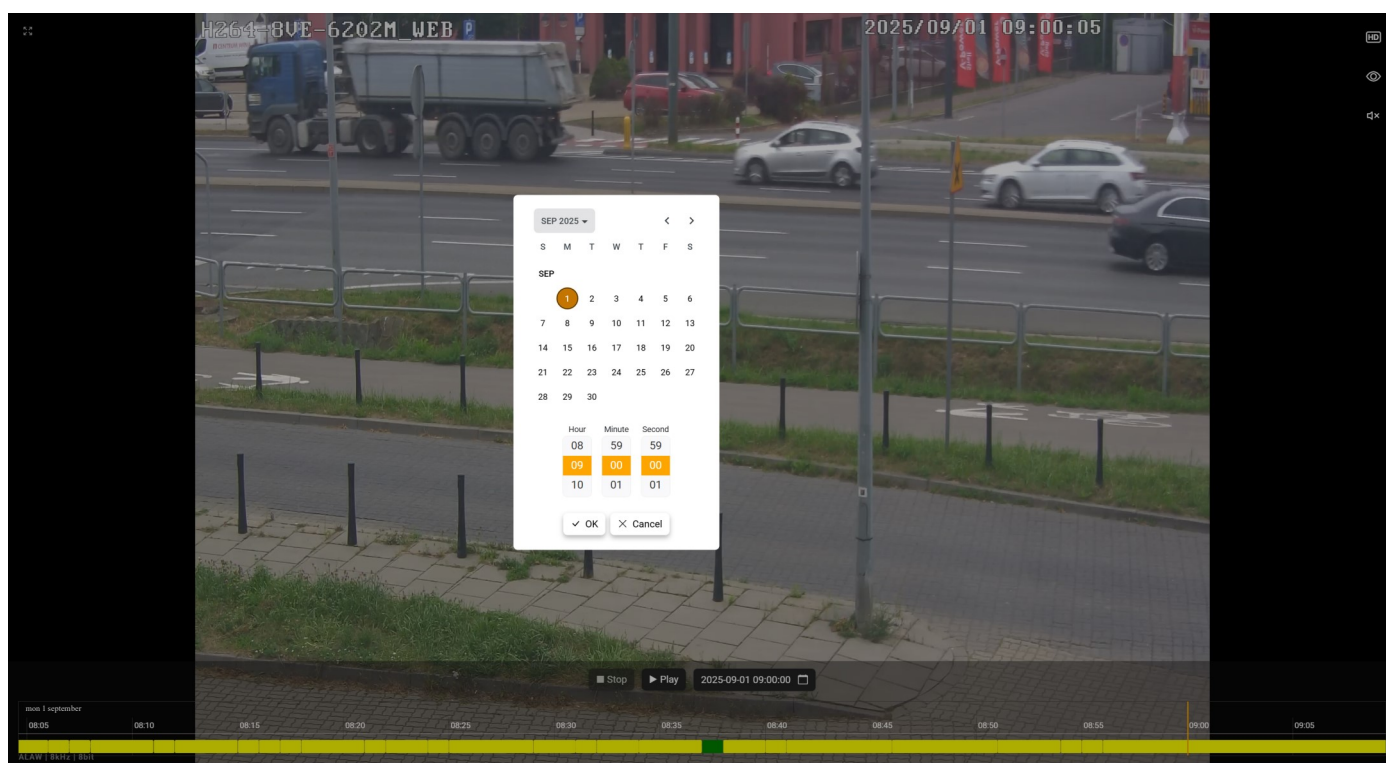 H264-8VE-6202M_WEB
2025/09/01 09:00:05
HD
SEP 2025
S M T W T F S
SEP
1 2 3 4 5 6
7 8 9 10 11 12 13
14 15 16 17 18 19 20
21 22 23 24 25 26 27
28 29 30
Hour Minute Second
08 59 59
09 00 00
10 01 01
OK Cancel
Stop Play 2025-09-01 09:00:00
mon 1 september
08:05 08:10 08:15 08:20 08:25 08:30 08:35 08:40 08:45 08:50 08:55 09:00 09:05
ALAW | 8kHz | 8bit